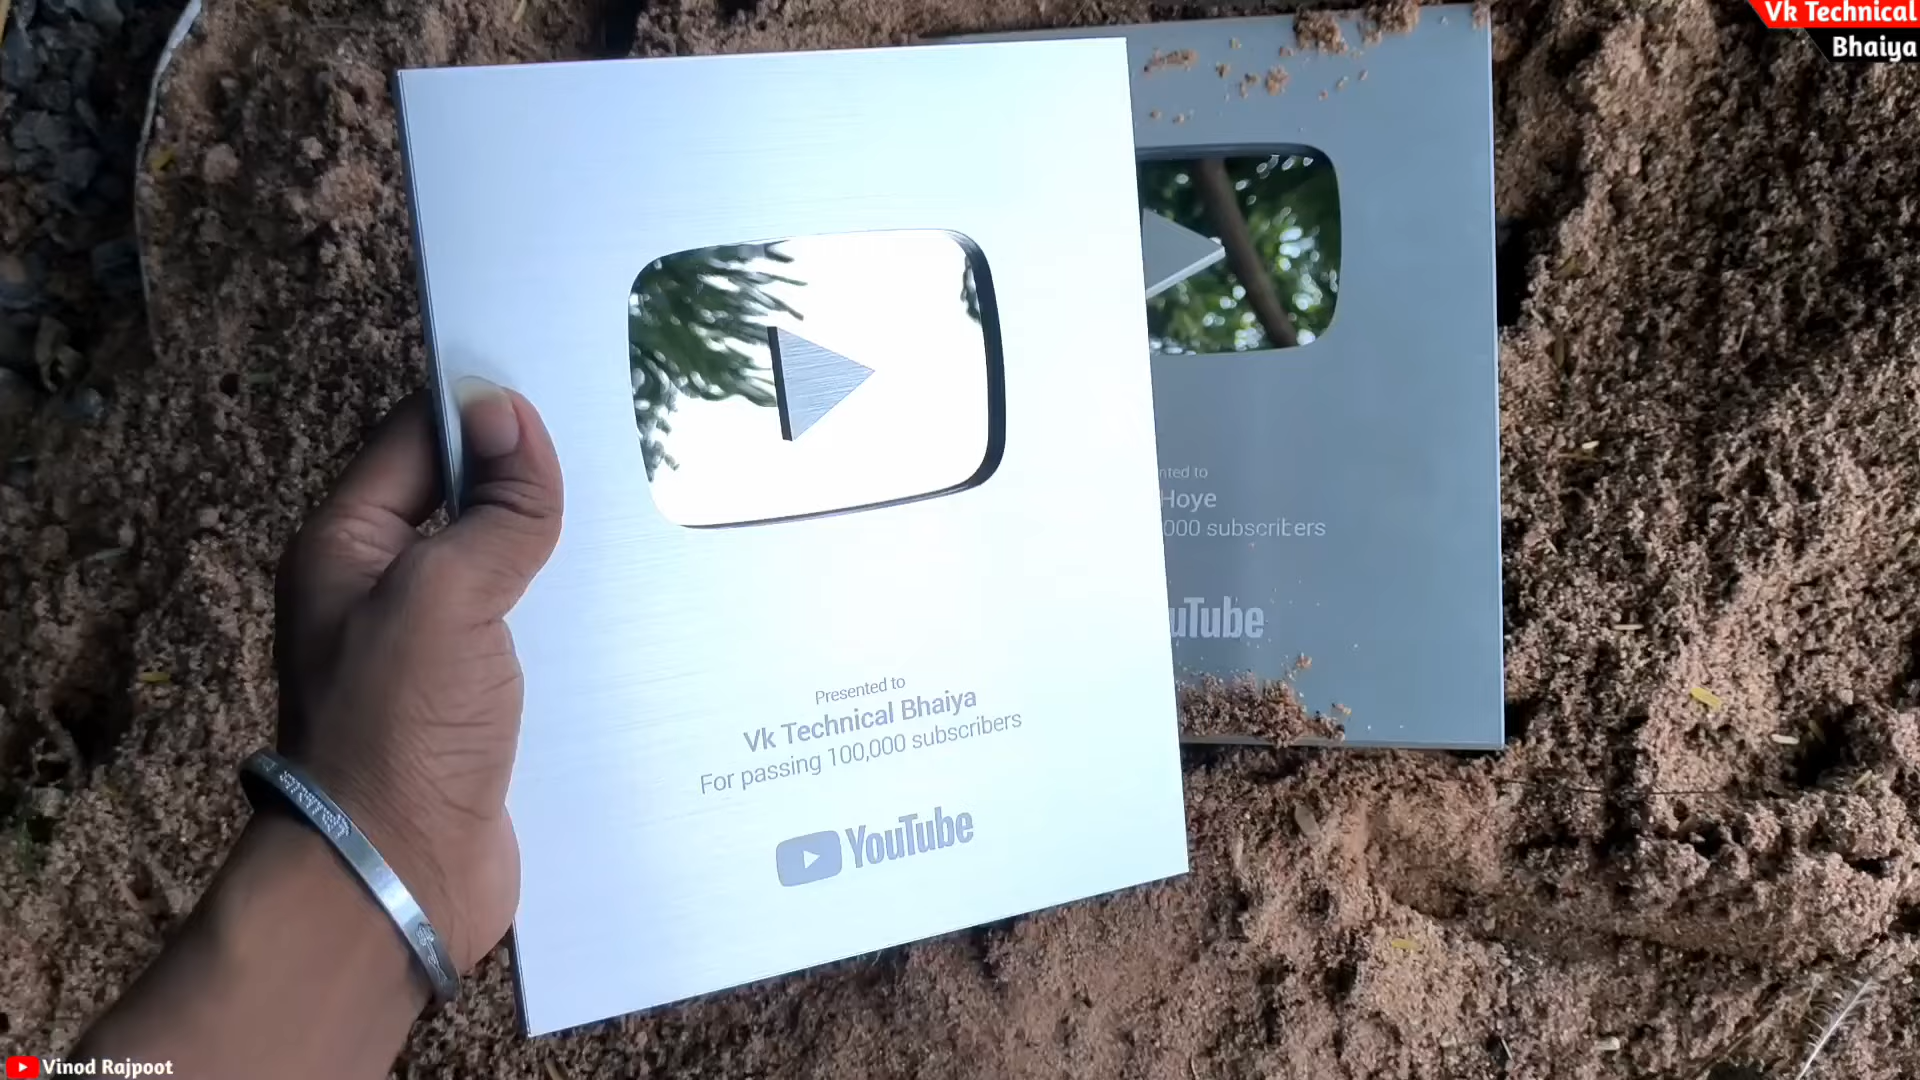 Vk Technical
Bhaiya
Presented to
Vk Technical Bhaiya
For passing 100,000 subscribers
YouTube
nted to
Hoye
000 subscribers
uTube
Vinod Rajpoot